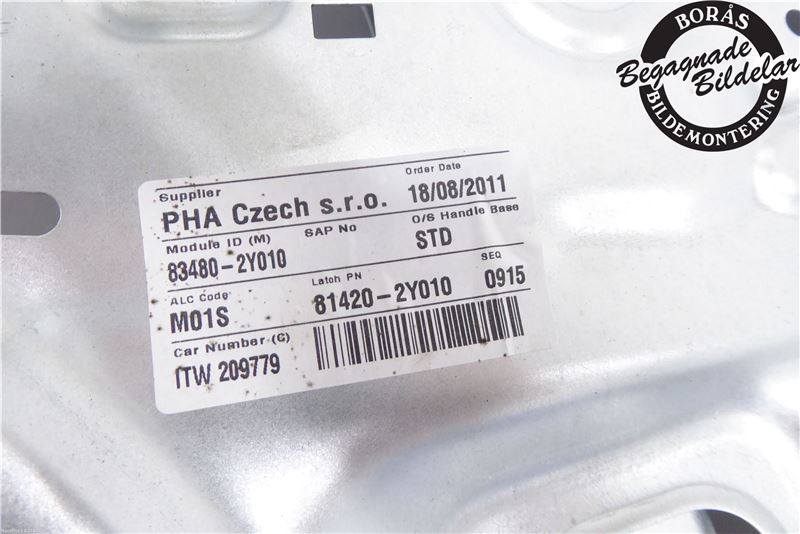 BORÅS
Begagnade
Bildelar
BILDEMONTERING
Supplier
PHA Czech s.r.o.
Order Date
18/08/2011
Module ID (M)
83480-2Y010
SAP No
O/S Handle Base
STD
ALC Code
M01S
Latch PN
81420-2Y010
SEQ
0915
Car Number (C)
ITW 209779